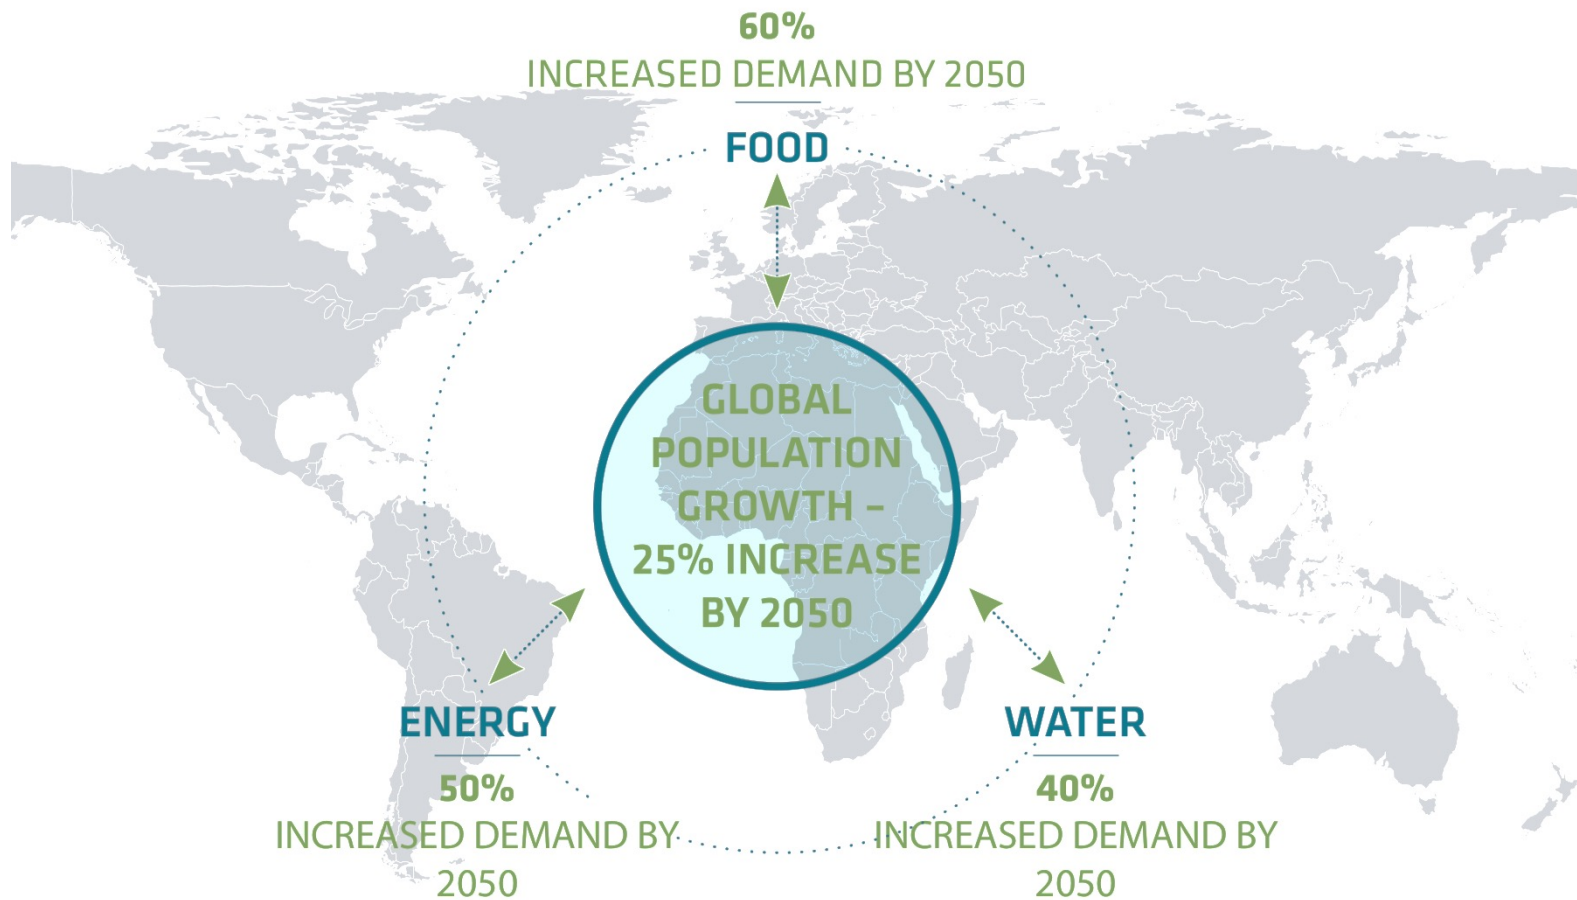 60%
INCREASED DEMAND BY 2050
FOOD
GLOBAL
POPULATION
GROWTH –
25% INCREASE
BY 2050
ENERGY
50%
INCREASED DEMAND BY
2050
WATER
40%
INCREASED DEMAND BY
2050